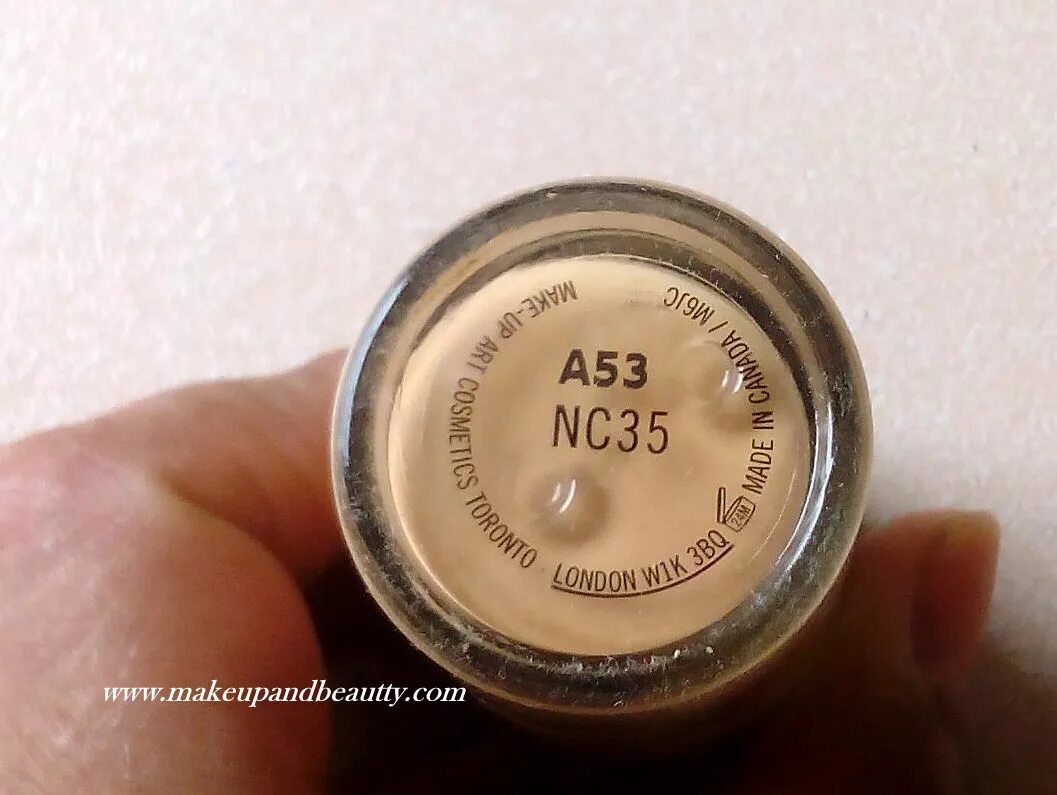 A53
NC35
MAKE-UP ART COSMETICS TORONTO · LONDON W1K 3BQ
24M
MADE IN CANADA / M6JC
www.makeupandbeautty.com